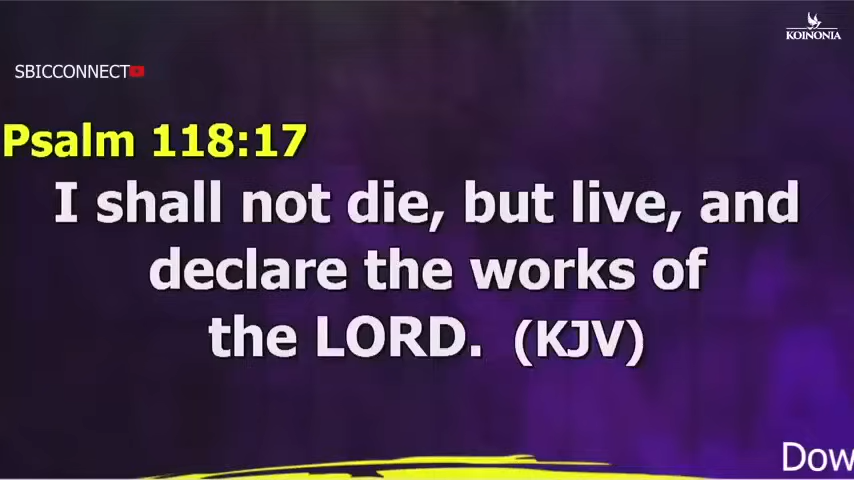 KOINONIA
SBICCONNECT
Psalm 118:17
I shall not die, but live, and
declare the works of
the LORD. (KJV)
Dow